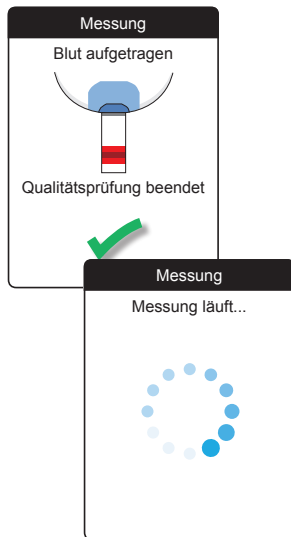 Messung
Blut aufgetragen
Qualitätsprüfung beendet
Messung
Messung läuft...